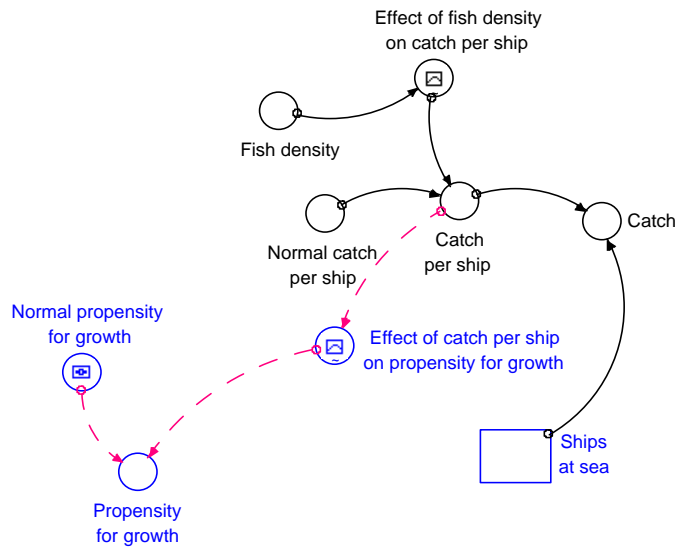 Effect of fish density
on catch per ship
Fish density
Normal catch
per ship
Catch
per ship
Catch
Normal propensity
for growth
Effect of catch per ship
on propensity for growth
~
~
Ships
at sea
Propensity
for growth